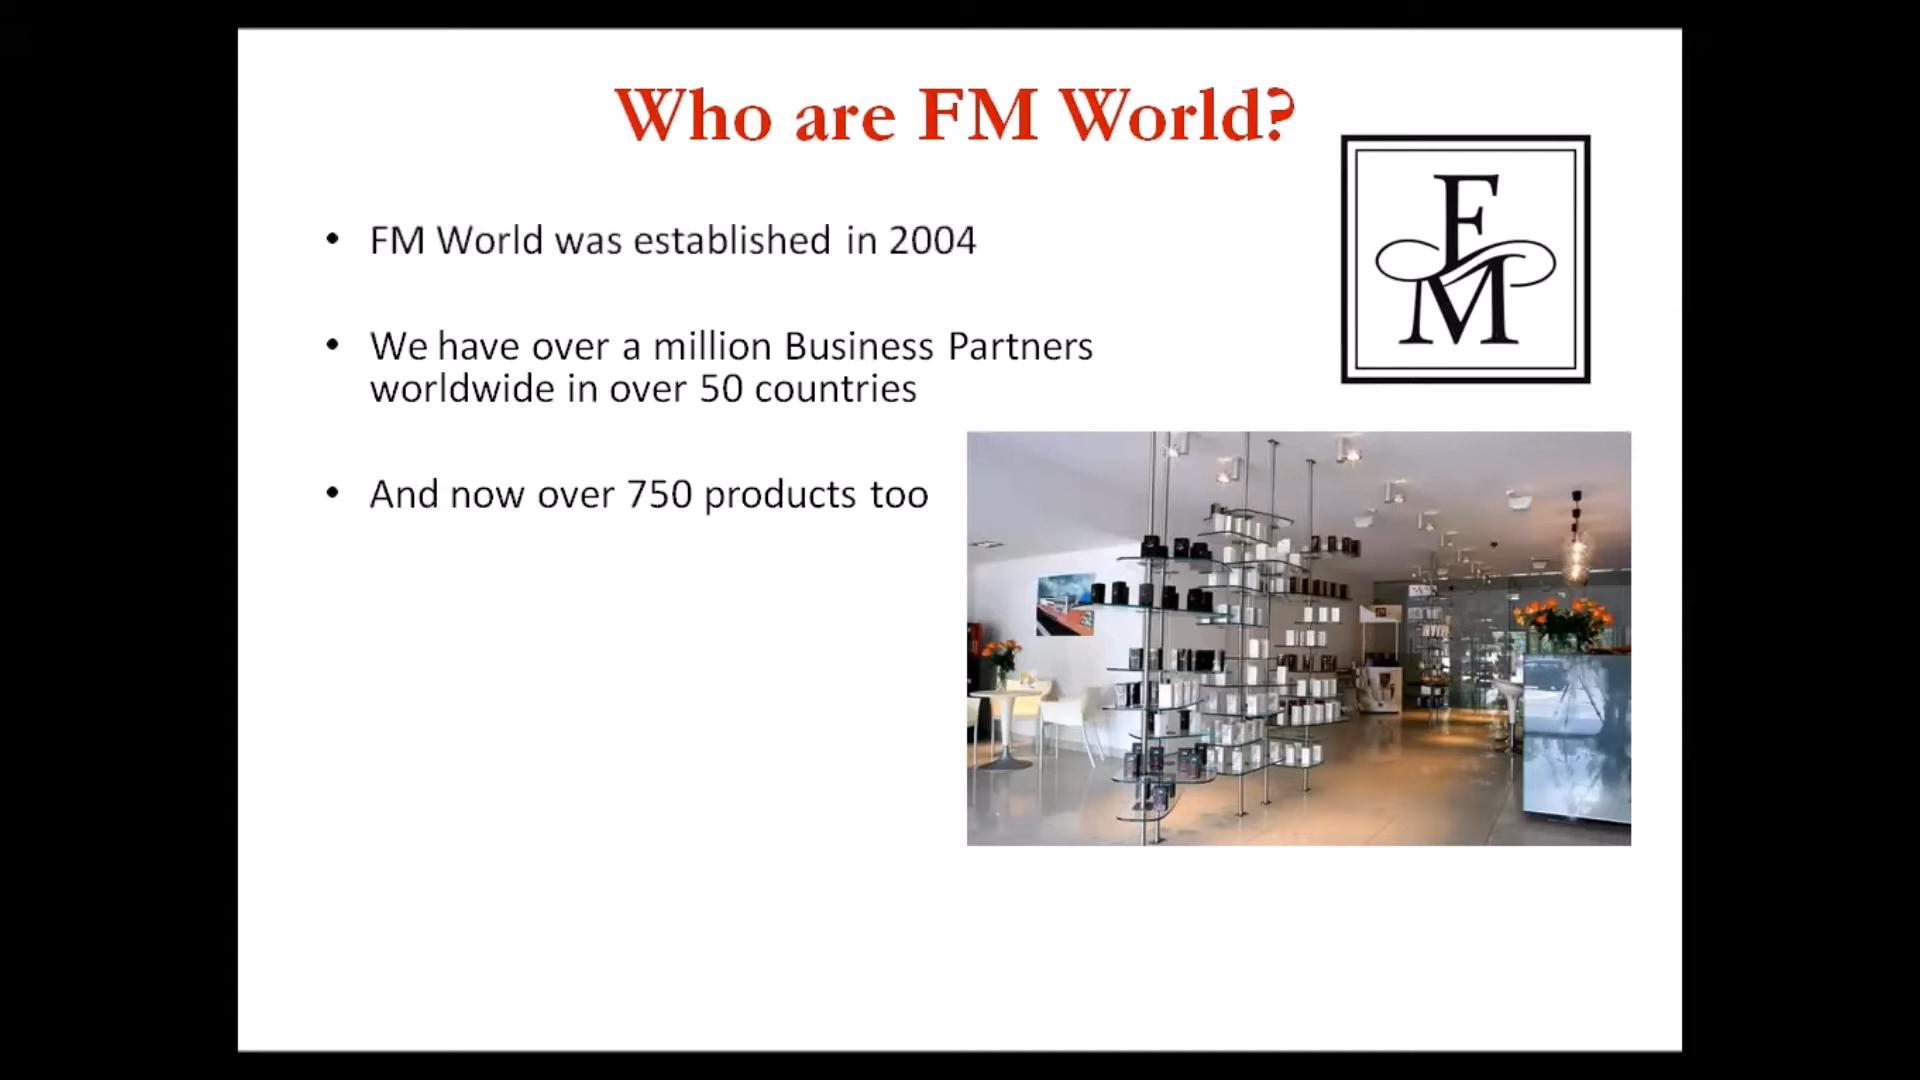 Who are FM World?
FM
• FM World was established in 2004
• We have over a million Business Partners
worldwide in over 50 countries
• And now over 750 products too